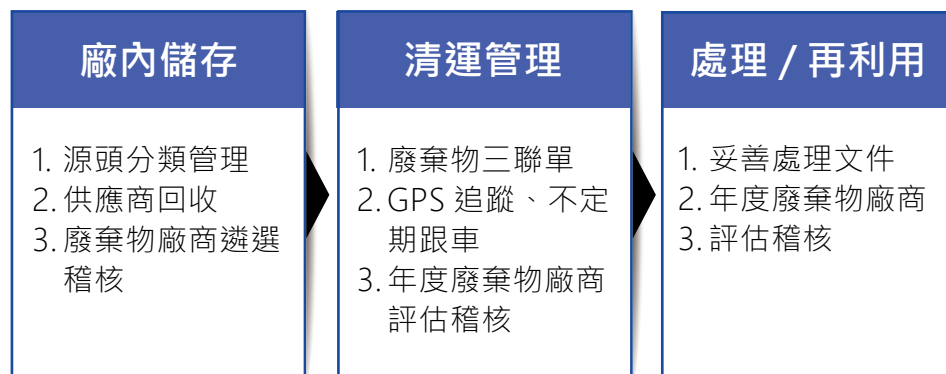 廠內儲存
1. 源頭分類管理
2. 供應商回收
3. 廢棄物廠商遴選
稽核
清運管理
1. 廢棄物三聯單
2. GPS 追蹤、不定
期跟車
3. 年度廢棄物廠商
評估稽核
處理 / 再利用
1. 妥善處理文件
2. 年度廢棄物廠商
3. 評估稽核